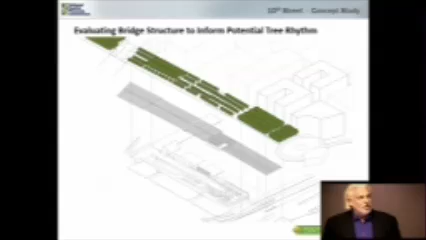 10th Street Concept Study
Evaluating Bridge Structure to Inform Potential Tree Rhythm